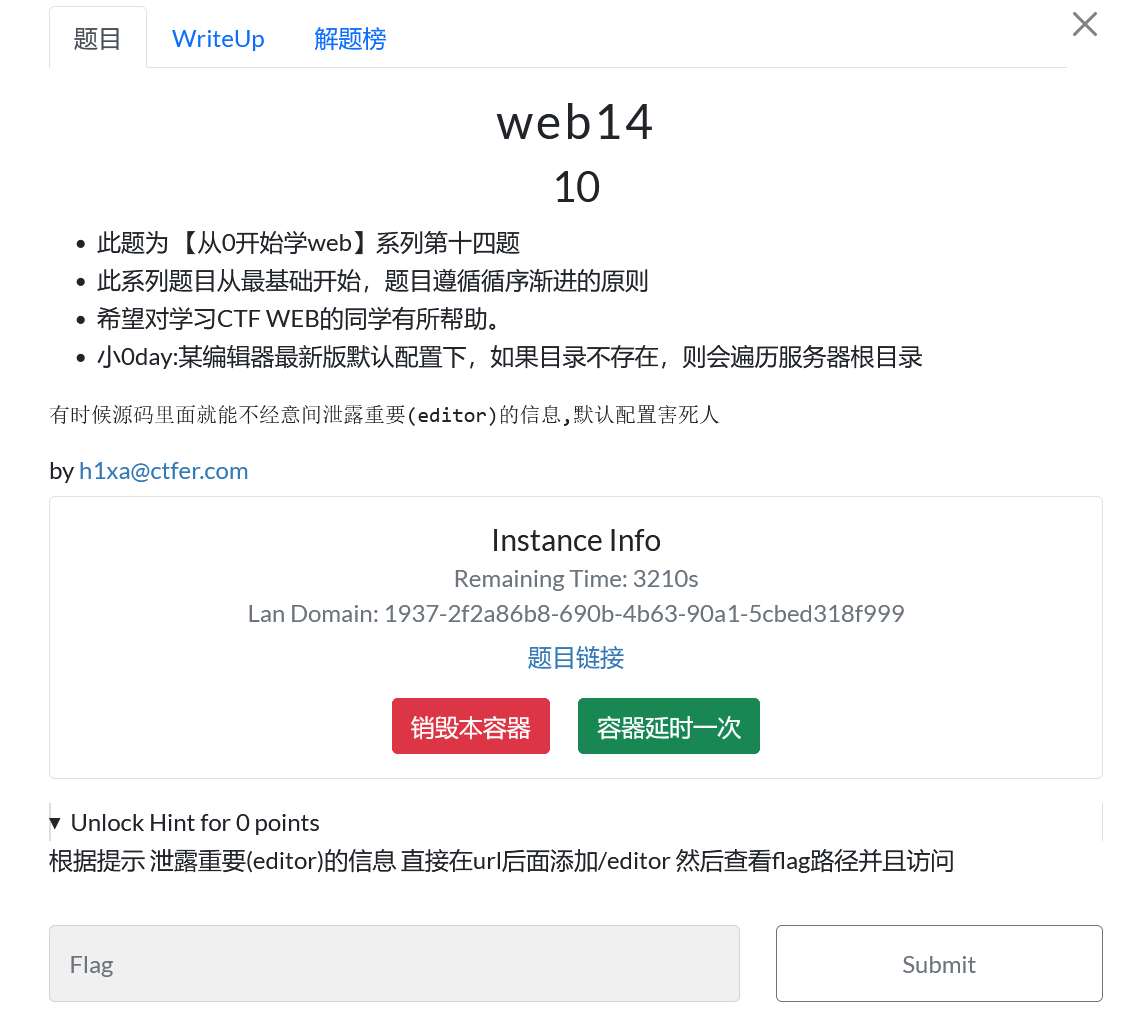 题目 WriteUp 解题榜
web14
10
此题为 【从0开始学web】系列第十四题
此系列题目从最基础开始，题目遵循循序渐进的原则
希望对学习CTF WEB的同学有所帮助。
小0day:某编辑器最新版默认配置下，如果目录不存在，则会遍历服务器根目录
有时候源码里面就能不经意间泄露重要(editor)的信息,默认配置害死人
by h1xa@ctfer.com
Instance Info
Remaining Time: 3210s
Lan Domain: 1937-2f2a86b8-690b-4b63-90a1-5cbed318f999
题目链接
销毁本容器 容器延时一次
Unlock Hint for 0 points
根据提示 泄露重要(editor)的信息 直接在url后面添加/editor 然后查看flag路径并且访问
Flag Submit